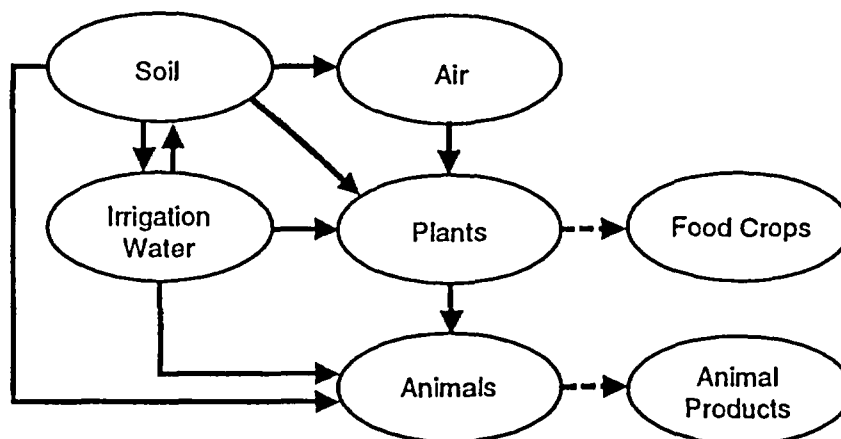 Soil
Air
Irrigation
Water
Plants
Food Crops
Animals
Animal
Products